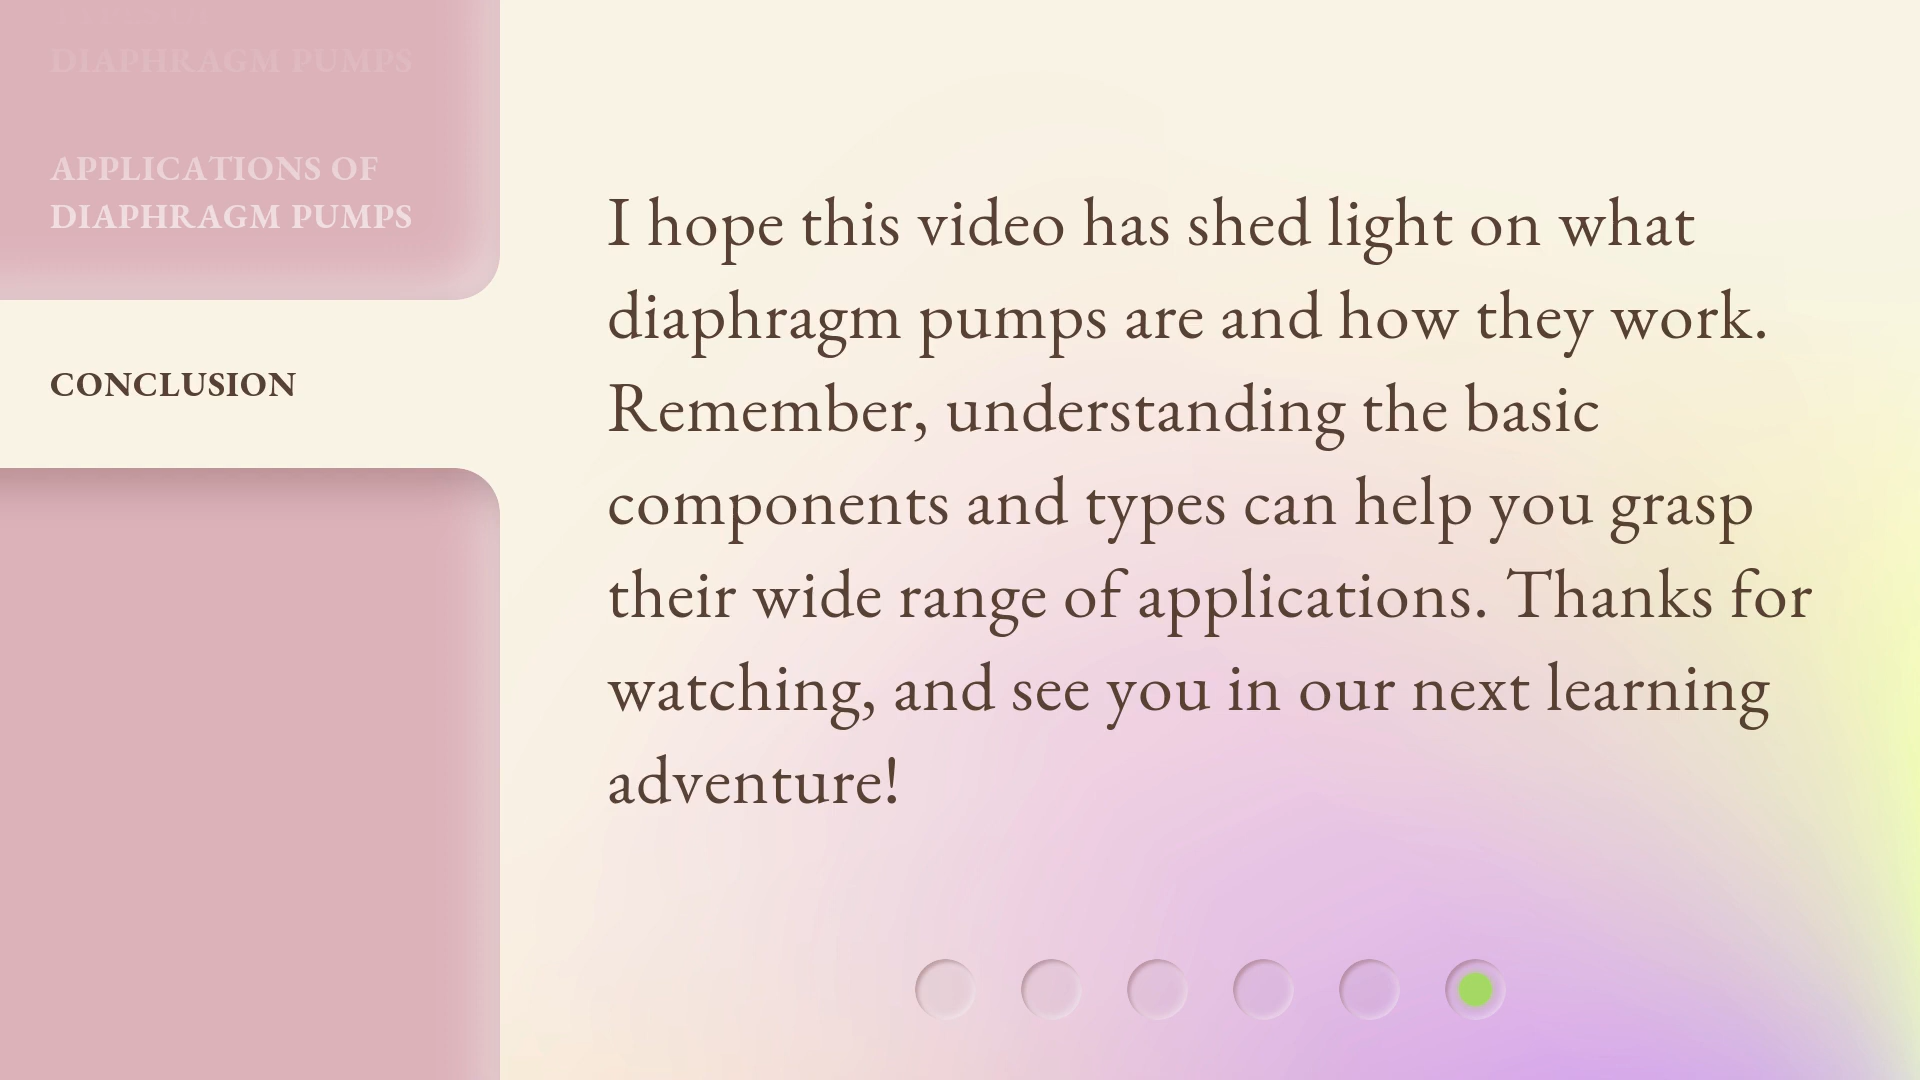 DIAPHRAGM PUMPS
APPLICATIONS OF
DIAPHRAGM PUMPS
CONCLUSION
I hope this video has shed light on what
diaphragm pumps are and how they work.
Remember, understanding the basic
components and types can help you grasp
their wide range of applications. Thanks for
watching, and see you in our next learning
adventure!